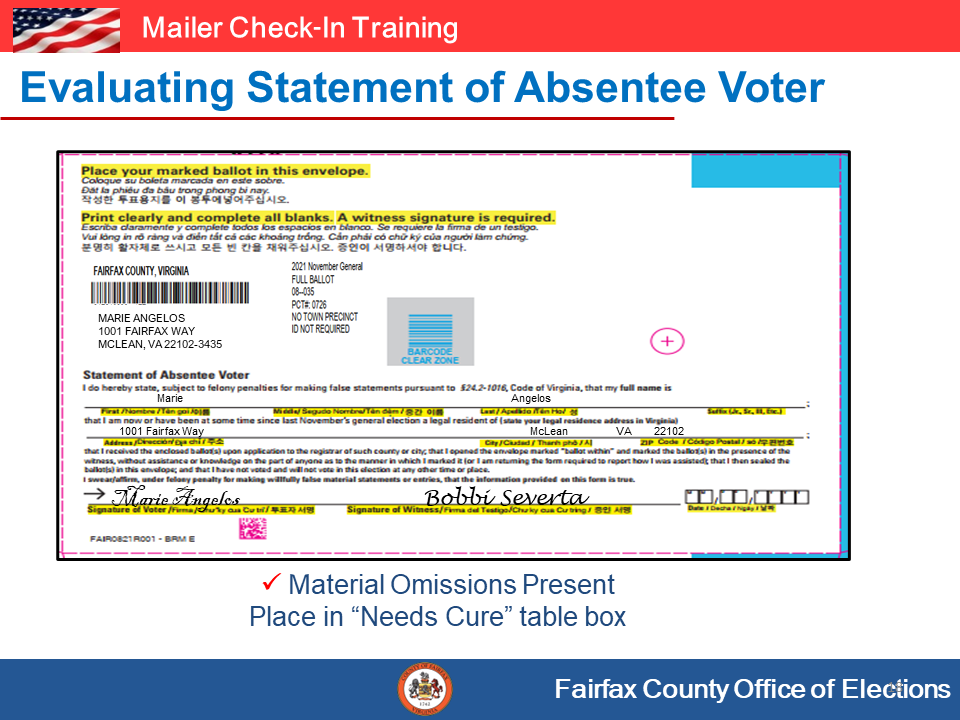 Mailer Check-In Training
Evaluating Statement of Absentee Voter
Place your marked ballot in this envelope.
Coloque su boleta marcada en este sobre.
Đặt lá phiếu đã bầu trong phong bì này.
작성한 투표용지를 이 봉투에넣어주십시오.
Print clearly and complete all blanks. A witness signature is required.
Escriba claramente y complete todos los espacios en blanco. Se requiere la firma de un testigo.
Vui lòng in rõ ràng và điền tất cả các khoảng trống. Cần phải có chữ ký của người làm chứng.
분명히 활자체로 쓰시고 모든 빈 칸을 채워주십시오. 증인이 서명하셔야 합니다.
FAIRFAX COUNTY, VIRGINIA
MARIE ANGELOS
1001 FAIRFAX WAY
MCLEAN, VA 22102-3435
2021 November General
FULL BALLOT
08--035
PCT#: 0726
NO TOWN PRECINCT
ID NOT REQUIRED
BARCODE
CLEAR ZONE
Statement of Absentee Voter
I do hereby state, subject to felony penalties for making false statements pursuant to §24.2-1016, Code of Virginia, that my full name is
Marie Angelos
First /Nombre / Tên gọi /이름 Middle/ Segudo Nombre/Tên đệm / 중간 이름 Last / Apellido /Tên Họ / 성 Suffix (Jr., Sr., III, Etc.)
that I am now or have been at some time since last November's general election a legal resident of (state your legal residence address in Virginia)
1001 Fairfax Way McLean VA 22102
Address/Dirección/Địa chỉ / 주소 City /Ciudad / Thành phố / 시 ZIP Code / Código Postal / số /우편번호
that I received the enclosed ballot(s) upon application to the registrar of such county or city; that I opened the envelope marked "ballot within" and marked the ballot(s) in the presence of the
witness, without assistance or knowledge on the part of anyone as to the manner in which I marked it (or I am returning the form required to report how I was assisted); that I then sealed the
ballot(s) in this envelope; and that I have not voted and will not vote in this election at any other time or place.
I swear/affirm, under felony penalty for making willfully false material statements or entries, that the information provided on this form is true.
Marie Angelos Bobbi Severta
Signature of Voter /Firma/Chữ ký của Cử tri / 투표자 서명 Signature of Witness/Firma del Testigo/ 증인 서명 Date / Fecha / Ngày / 날짜
FAIR0821R001 - BRM E
✓ Material Omissions Present
Place in “Needs Cure” table box
Fairfax County Office of Elections